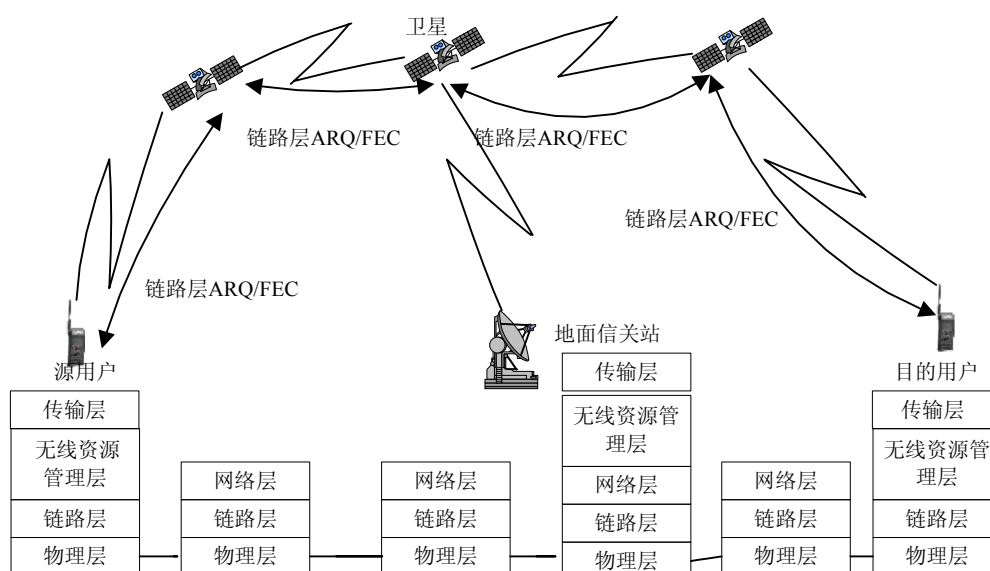 卫星
链路层ARQ/FEC
链路层ARQ/FEC
链路层ARQ/FEC
链路层ARQ/FEC
源用户
地面信关站
目的用户
传输层
无线资源
管理层
链路层
物理层
网络层
链路层
物理层
网络层
链路层
物理层
传输层
无线资源管
理层
网络层
链路层
物理层
网络层
链路层
物理层
传输层
无线资源管
理层
链路层
物理层